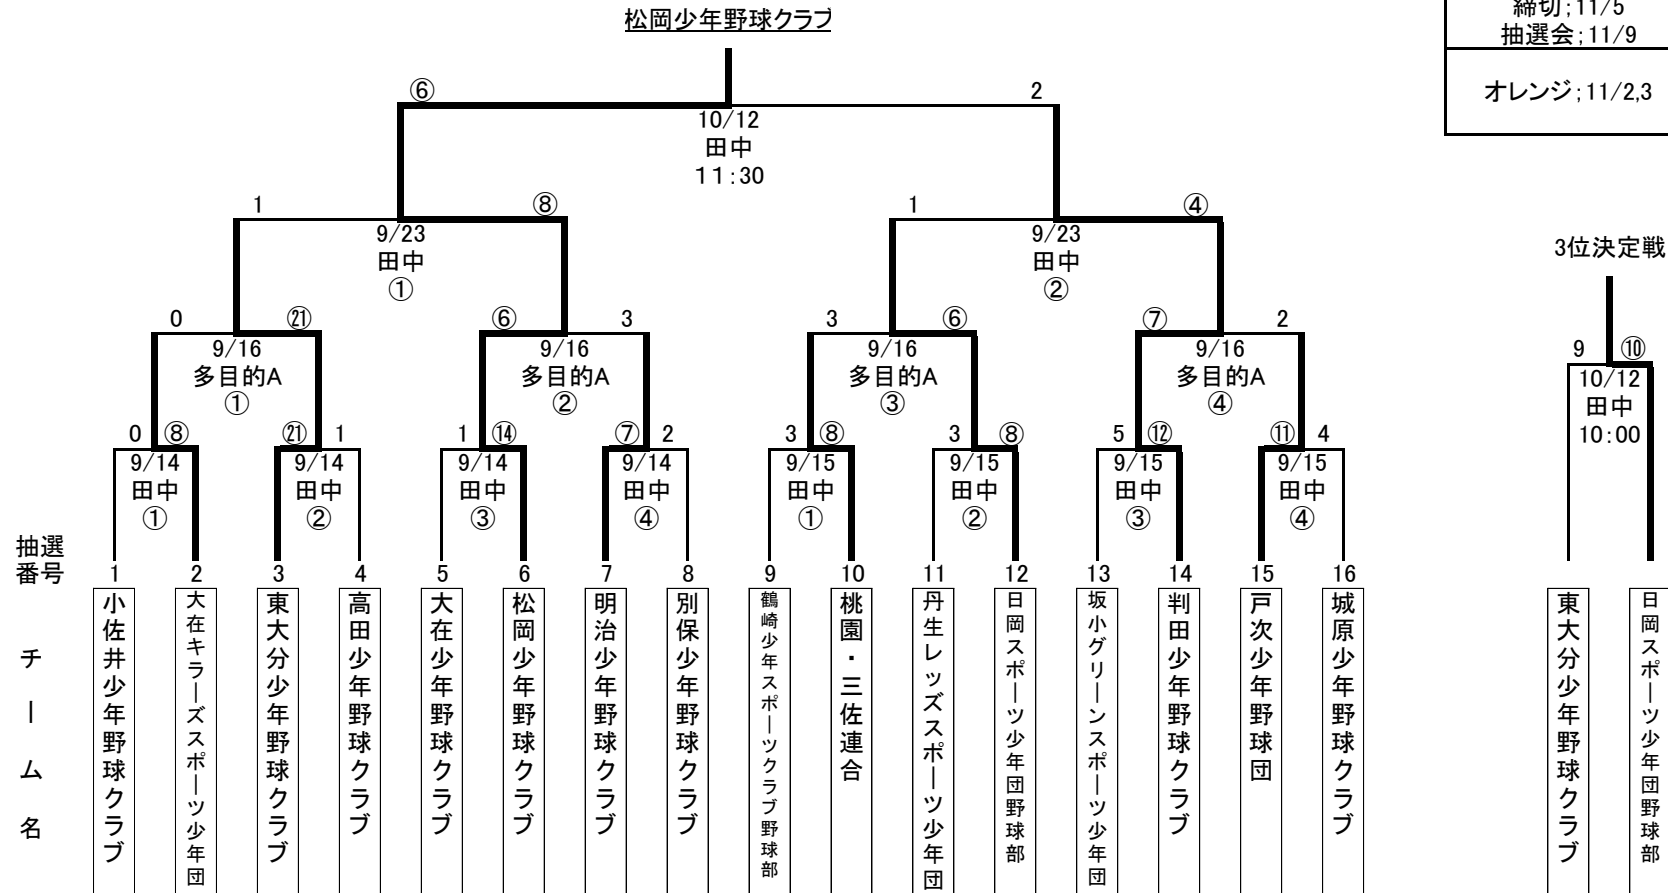 松岡少年野球クラブ
締切;11/5
抽選会;11/9
オレンジ;11/2,3
⑥
2
10/12
田中
11:30
1
⑧
1
④
9/23
田中
①
9/23
田中
②
3位決定戦
0
㉑
⑥
3
3
⑥
⑦
2
9/16
多目的A
①
9/16
多目的A
②
9/16
多目的A
③
9/16
多目的A
④
9
⑩
10/12
田中
10:00
0
⑧
㉑
1
1
⑭
⑦
2
3
⑧
3
⑧
5
⑫
⑪
4
9/14
田中
①
9/14
田中
②
9/14
田中
③
9/14
田中
④
9/15
田中
①
9/15
田中
②
9/15
田中
③
9/15
田中
④
抽選
番号
1
2
3
4
5
6
7
8
9
10
11
12
13
14
15
16
チーム名
小佐井少年野球クラブ
大在キラーズスポーツ少年団
東大分少年野球クラブ
高田少年野球クラブ
大在少年野球クラブ
松岡少年野球クラブ
明治少年野球クラブ
別保少年野球クラブ
鶴崎少年スポーツクラブ野球部
桃園・三佐連合
丹生レッズスポーツ少年団
日岡スポーツ少年団野球部
坂小グリーンスポーツ少年団
判田少年野球クラブ
戸次少年野球団
城原少年野球クラブ
東大分少年野球クラブ
日岡スポーツ少年団野球部